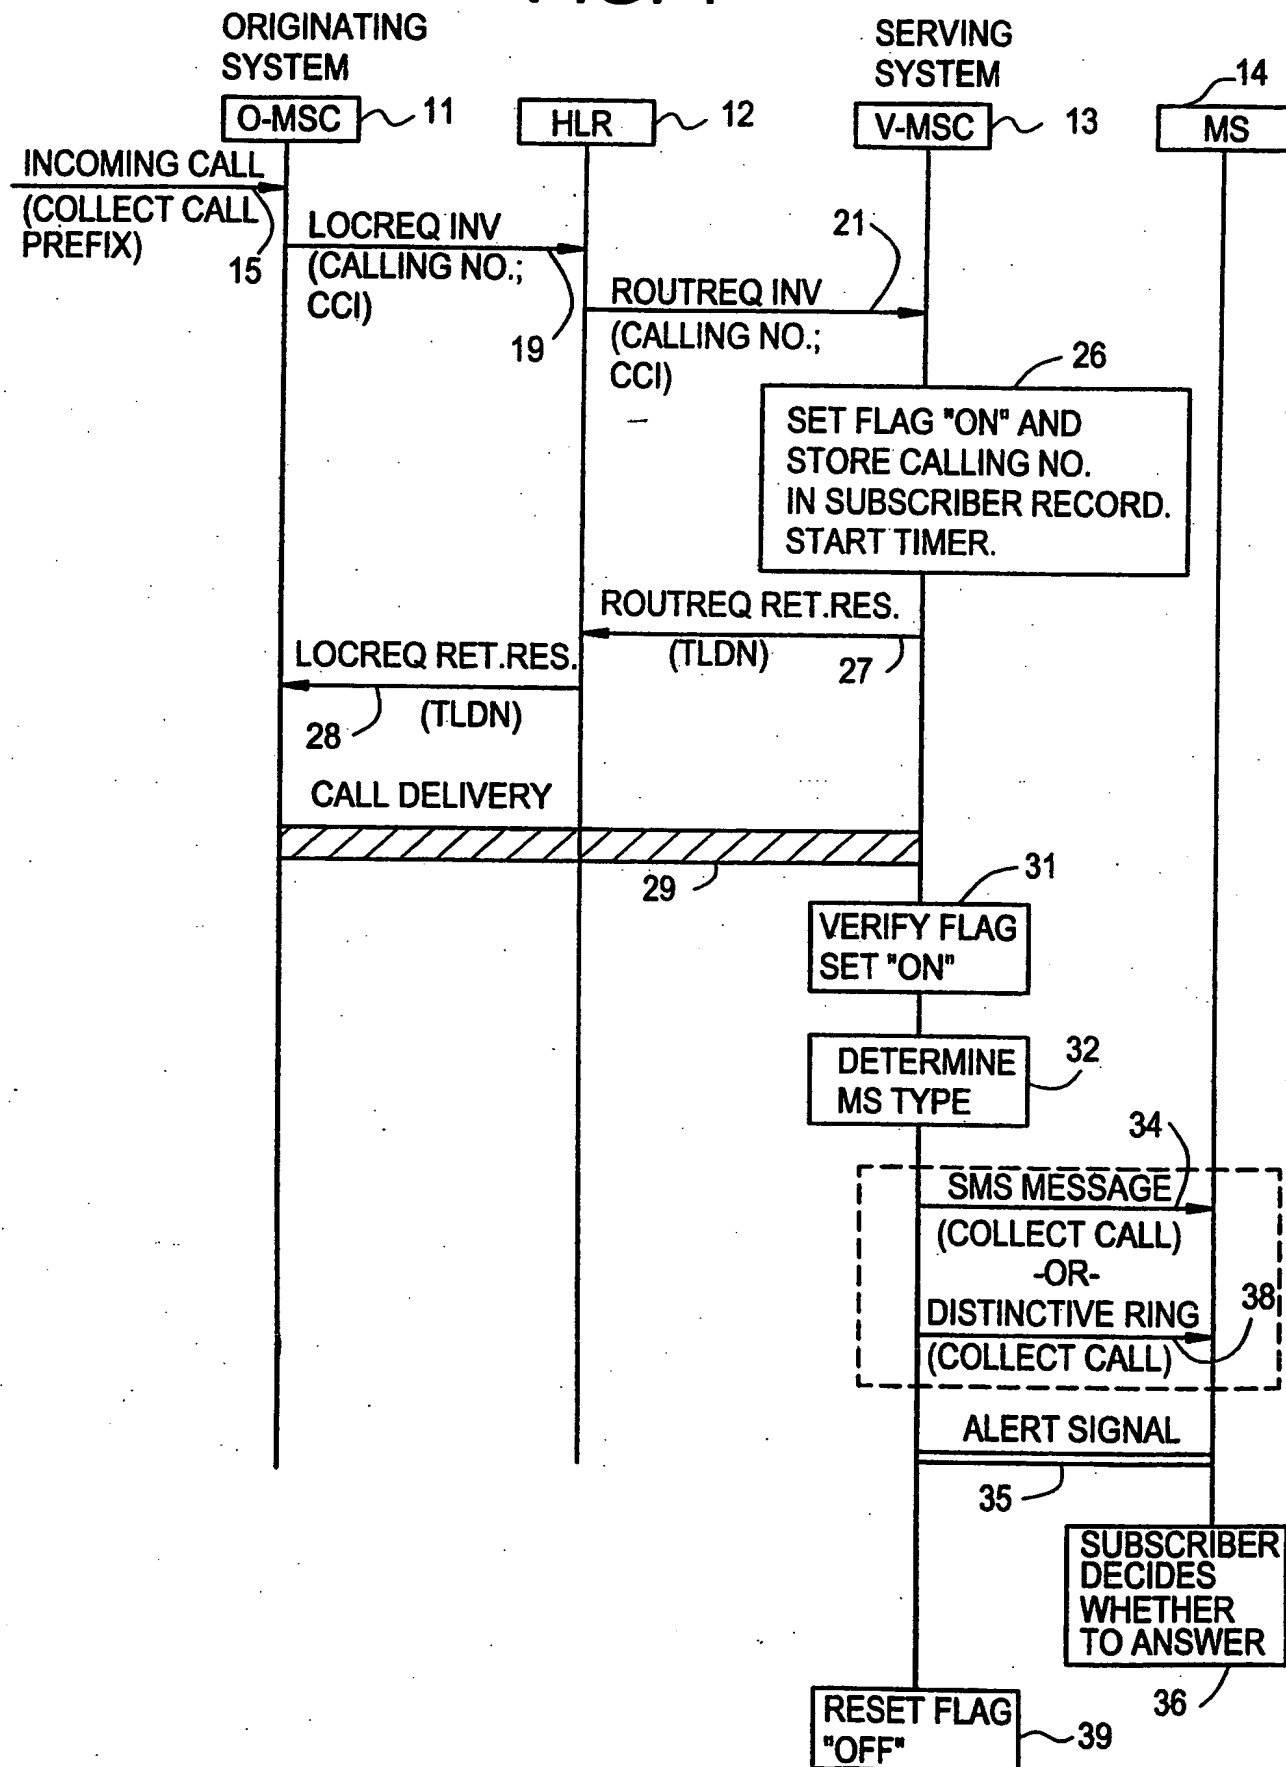 ORIGINATING
SYSTEM
SERVING
SYSTEM
O-MSC
11
HLR
12
V-MSC
13
14
MS
INCOMING CALL
(COLLECT CALL
PREFIX)
15
LOCREQ INV
(CALLING NO.;
CCI)
19
21
ROUTREQ INV
(CALLING NO.;
CCI)
26
SET FLAG "ON" AND
STORE CALLING NO.
IN SUBSCRIBER RECORD.
START TIMER.
ROUTREQ RET.RES.
(TLDN)
27
LOCREQ RET.RES.
(TLDN)
28
CALL DELIVERY
29
31
VERIFY FLAG
SET "ON"
DETERMINE
MS TYPE
32
34
SMS MESSAGE
(COLLECT CALL)
-OR-
DISTINCTIVE RING
(COLLECT CALL)
38
ALERT SIGNAL
35
SUBSCRIBER
DECIDES
WHETHER
TO ANSWER
36
RESET FLAG
"OFF"
39